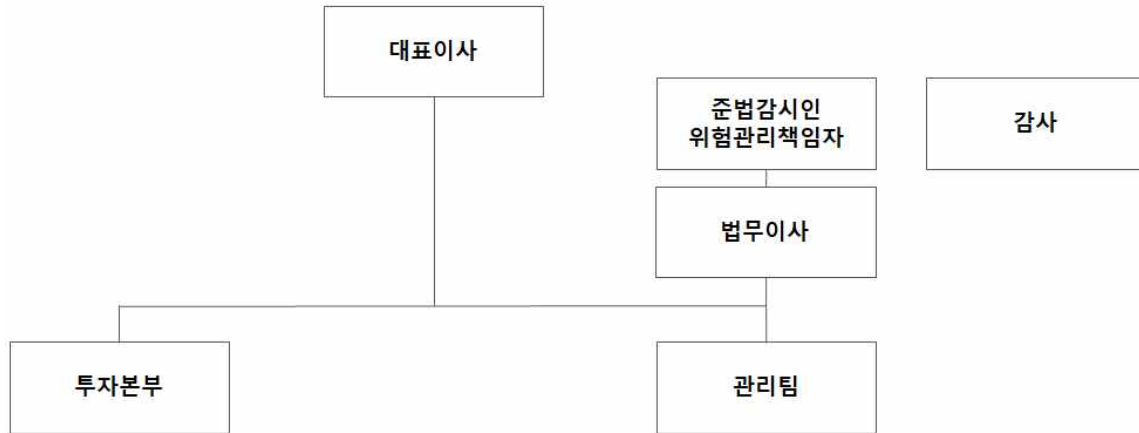 대표이사
준법감시인
위험관리책임자
감사
법무이사
투자본부
관리팀